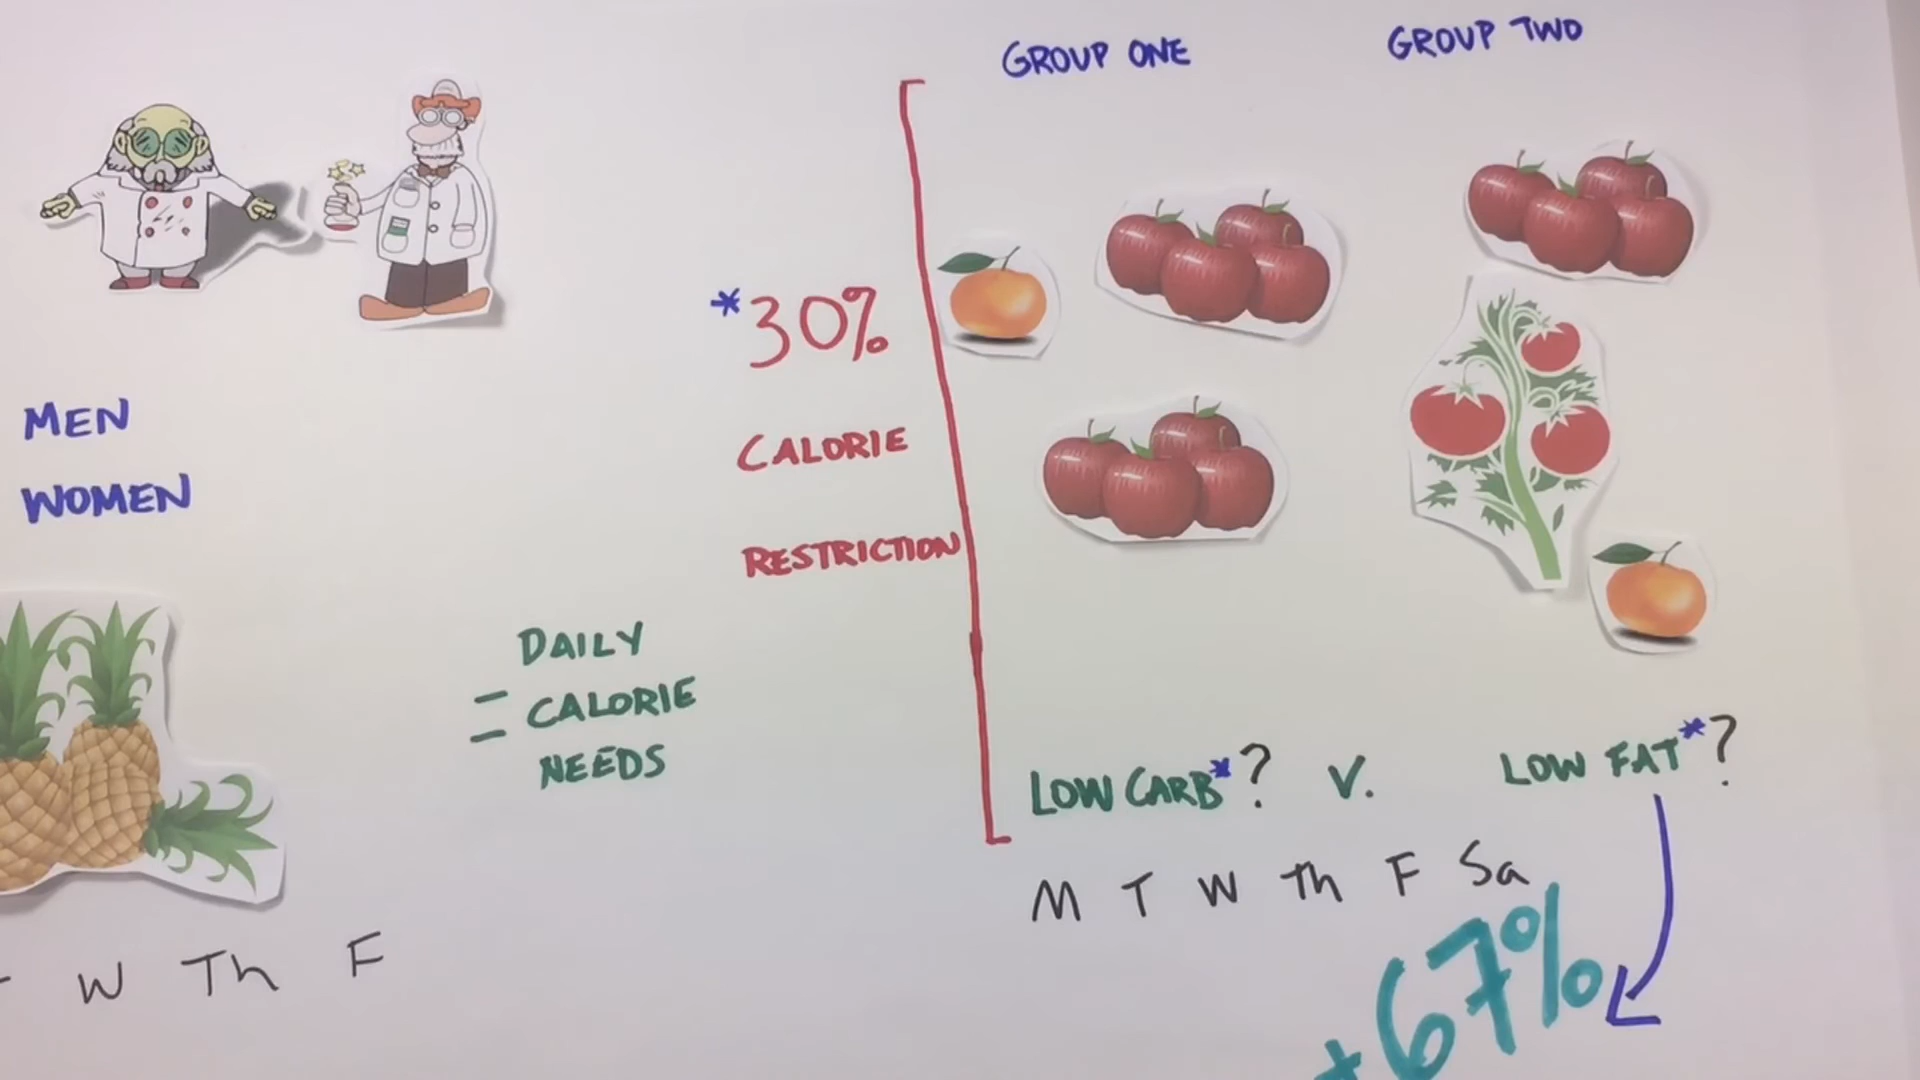 GROUP ONE
GROUP TWO
MEN
WOMEN
*30%
CALORIE
RESTRICTION
DAILY
= CALORIE
NEEDS
LOW CARB*? V. LOW FAT*?
M T W Th F Sa
W Th F
+67%